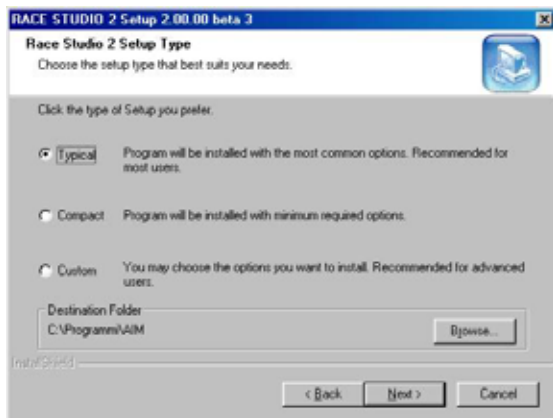 RACE STUDIO 2 Setup 2.00.00 beta 3
Race Studio 2 Setup Type
Choose the setup type that best suits your needs.
Click the type of Setup you prefer.
Typical Program will be installed with the most common options. Recommended for
most users.
Compact Program will be installed with minimum required options.
Custom You may choose the options you want to install. Recommended for advanced
users.
Destination Folder
C:\Programmi\AIM
Browse...
InstallShield
< Back Next > Cancel